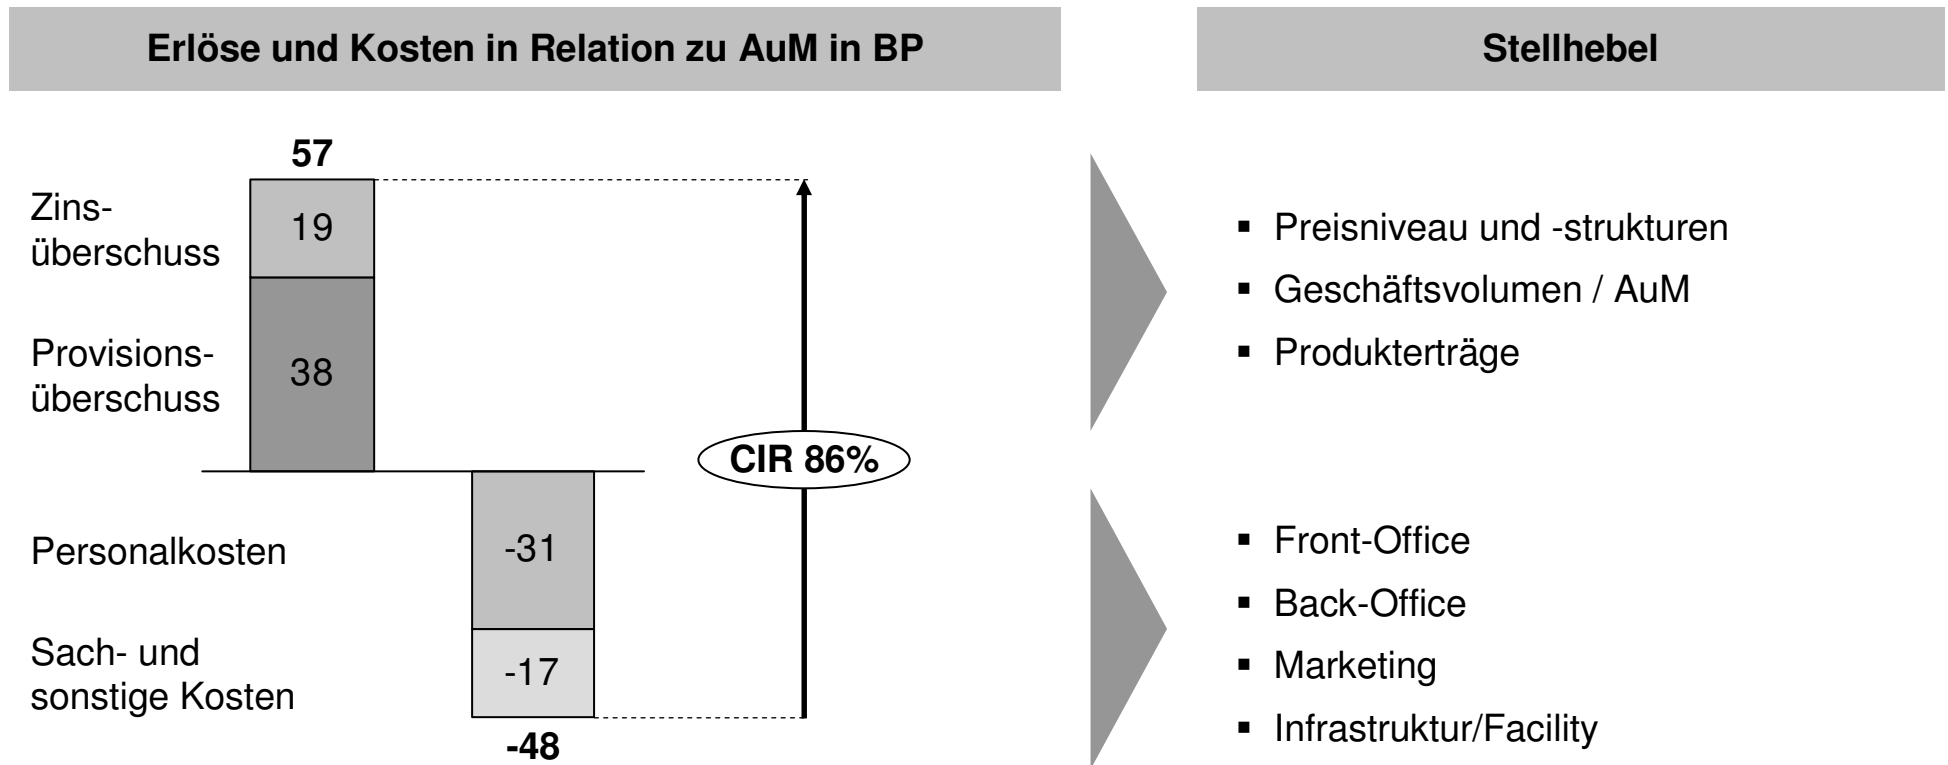 Erlöse und Kosten in Relation zu AuM in BP
Stellhebel
57
Zins-
überschuss
19
Provisions-
überschuss
38
CIR 86%
Personalkosten
-31
Sach- und
sonstige Kosten
-17
-48
▪ Preisniveau und -strukturen
▪ Geschäftsvolumen / AuM
▪ Produkterträge
▪ Front-Office
▪ Back-Office
▪ Marketing
▪ Infrastruktur/Facility